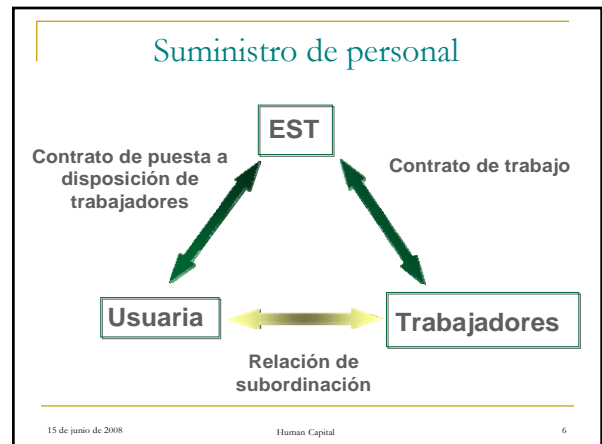 Suministro de personal
EST
Contrato de puesta a
disposición de
trabajadores
Contrato de trabajo
Usuaria
Trabajadores
Relación de
subordinación
15 de junio de 2008
Human Capital
6